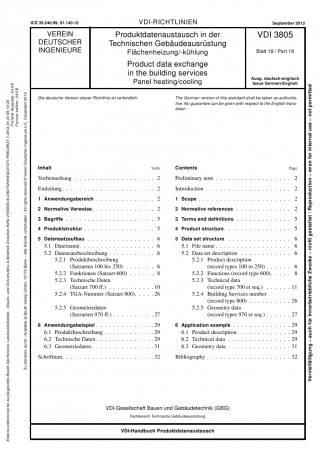 ICS 35.240.99, 91.140.10
VDI-RICHTLINIEN
September 2013
VEREIN
DEUTSCHER
INGENIEURE
Produktdatenaustausch in der
Technischen Gebäudeausrüstung
Flächenheizung/-kühlung
Product data exchange
in the building services
Panel heating/cooling
VDI 3805
Blatt 18 / Part 18
Ausg. deutsch/englisch
Issue German/English
Die deutsche Version dieser Richtlinie ist verbindlich.
The German version of this standard shall be taken as authorita-
tive. No guarantee can be given with respect to the English trans-
lation.
Inhalt Seite
Vorbemerkung . . . 2
Einleitung . . . 2
1 Anwendungsbereich . . . 2
2 Normative Verweise . . . 2
3 Begriffe . . . 5
4 Produktstruktur . . . 5
5 Datensatzaufbau . . . 6
5.1 Dateiname . . . 6
5.2 Datensatzbeschreibung . . . 6
5.2.1 Produktbeschreibung
(Satzarten 100 bis 250) . . . 6
5.2.2 Funktionen (Satzart 600) . . . 8
5.2.3 Technische Daten
(Satzart 700 ff.) . . . 10
5.2.4 TGA-Nummer (Satzart 800) . . . 26
5.2.5 Geometriedaten
(Satzarten 970 ff.) . . . 27
6 Anwendungsbeispiel . . . 29
6.1 Produktbeschreibung . . . 29
6.2 Technische Daten . . . 29
6.3 Geometriedaten . . . 31
Schrifttum . . . 32
Contents Page
Preliminary note . . . 2
Introduction . . . 2
1 Scope . . . 2
2 Normative references . . . 2
3 Terms and definitions . . . 5
4 Product structure . . . 5
5 Data set structure . . . 6
5.1 File name . . . 6
5.2 Data set description . . . 6
5.2.1 Product description
(record types 100 to 250) . . . 6
5.2.2 Functions (record type 600) . . . 8
5.2.3 Technical data
(record type 700 et seq.) . . . 11
5.2.4 Building Services number
(record type 800) . . . 26
5.2.5 Geometry data
(record types 970 et seq.) . . . 27
6 Application example . . . 29
6.1 Product description . . . 29
6.2 Technical data . . . 29
6.3 Geometry data . . . 31
Bibliography . . . 32
VDI-Gesellschaft Bauen und Gebäudetechnik (GBG)
Fachbereich Technische Gebäudeausrüstung
VDI-Handbuch Produktdatenaustausch
Vervielfältigung – auch für innerbetriebliche Zwecke – nicht gestattet / Reproduction – even for internal use – not permitted